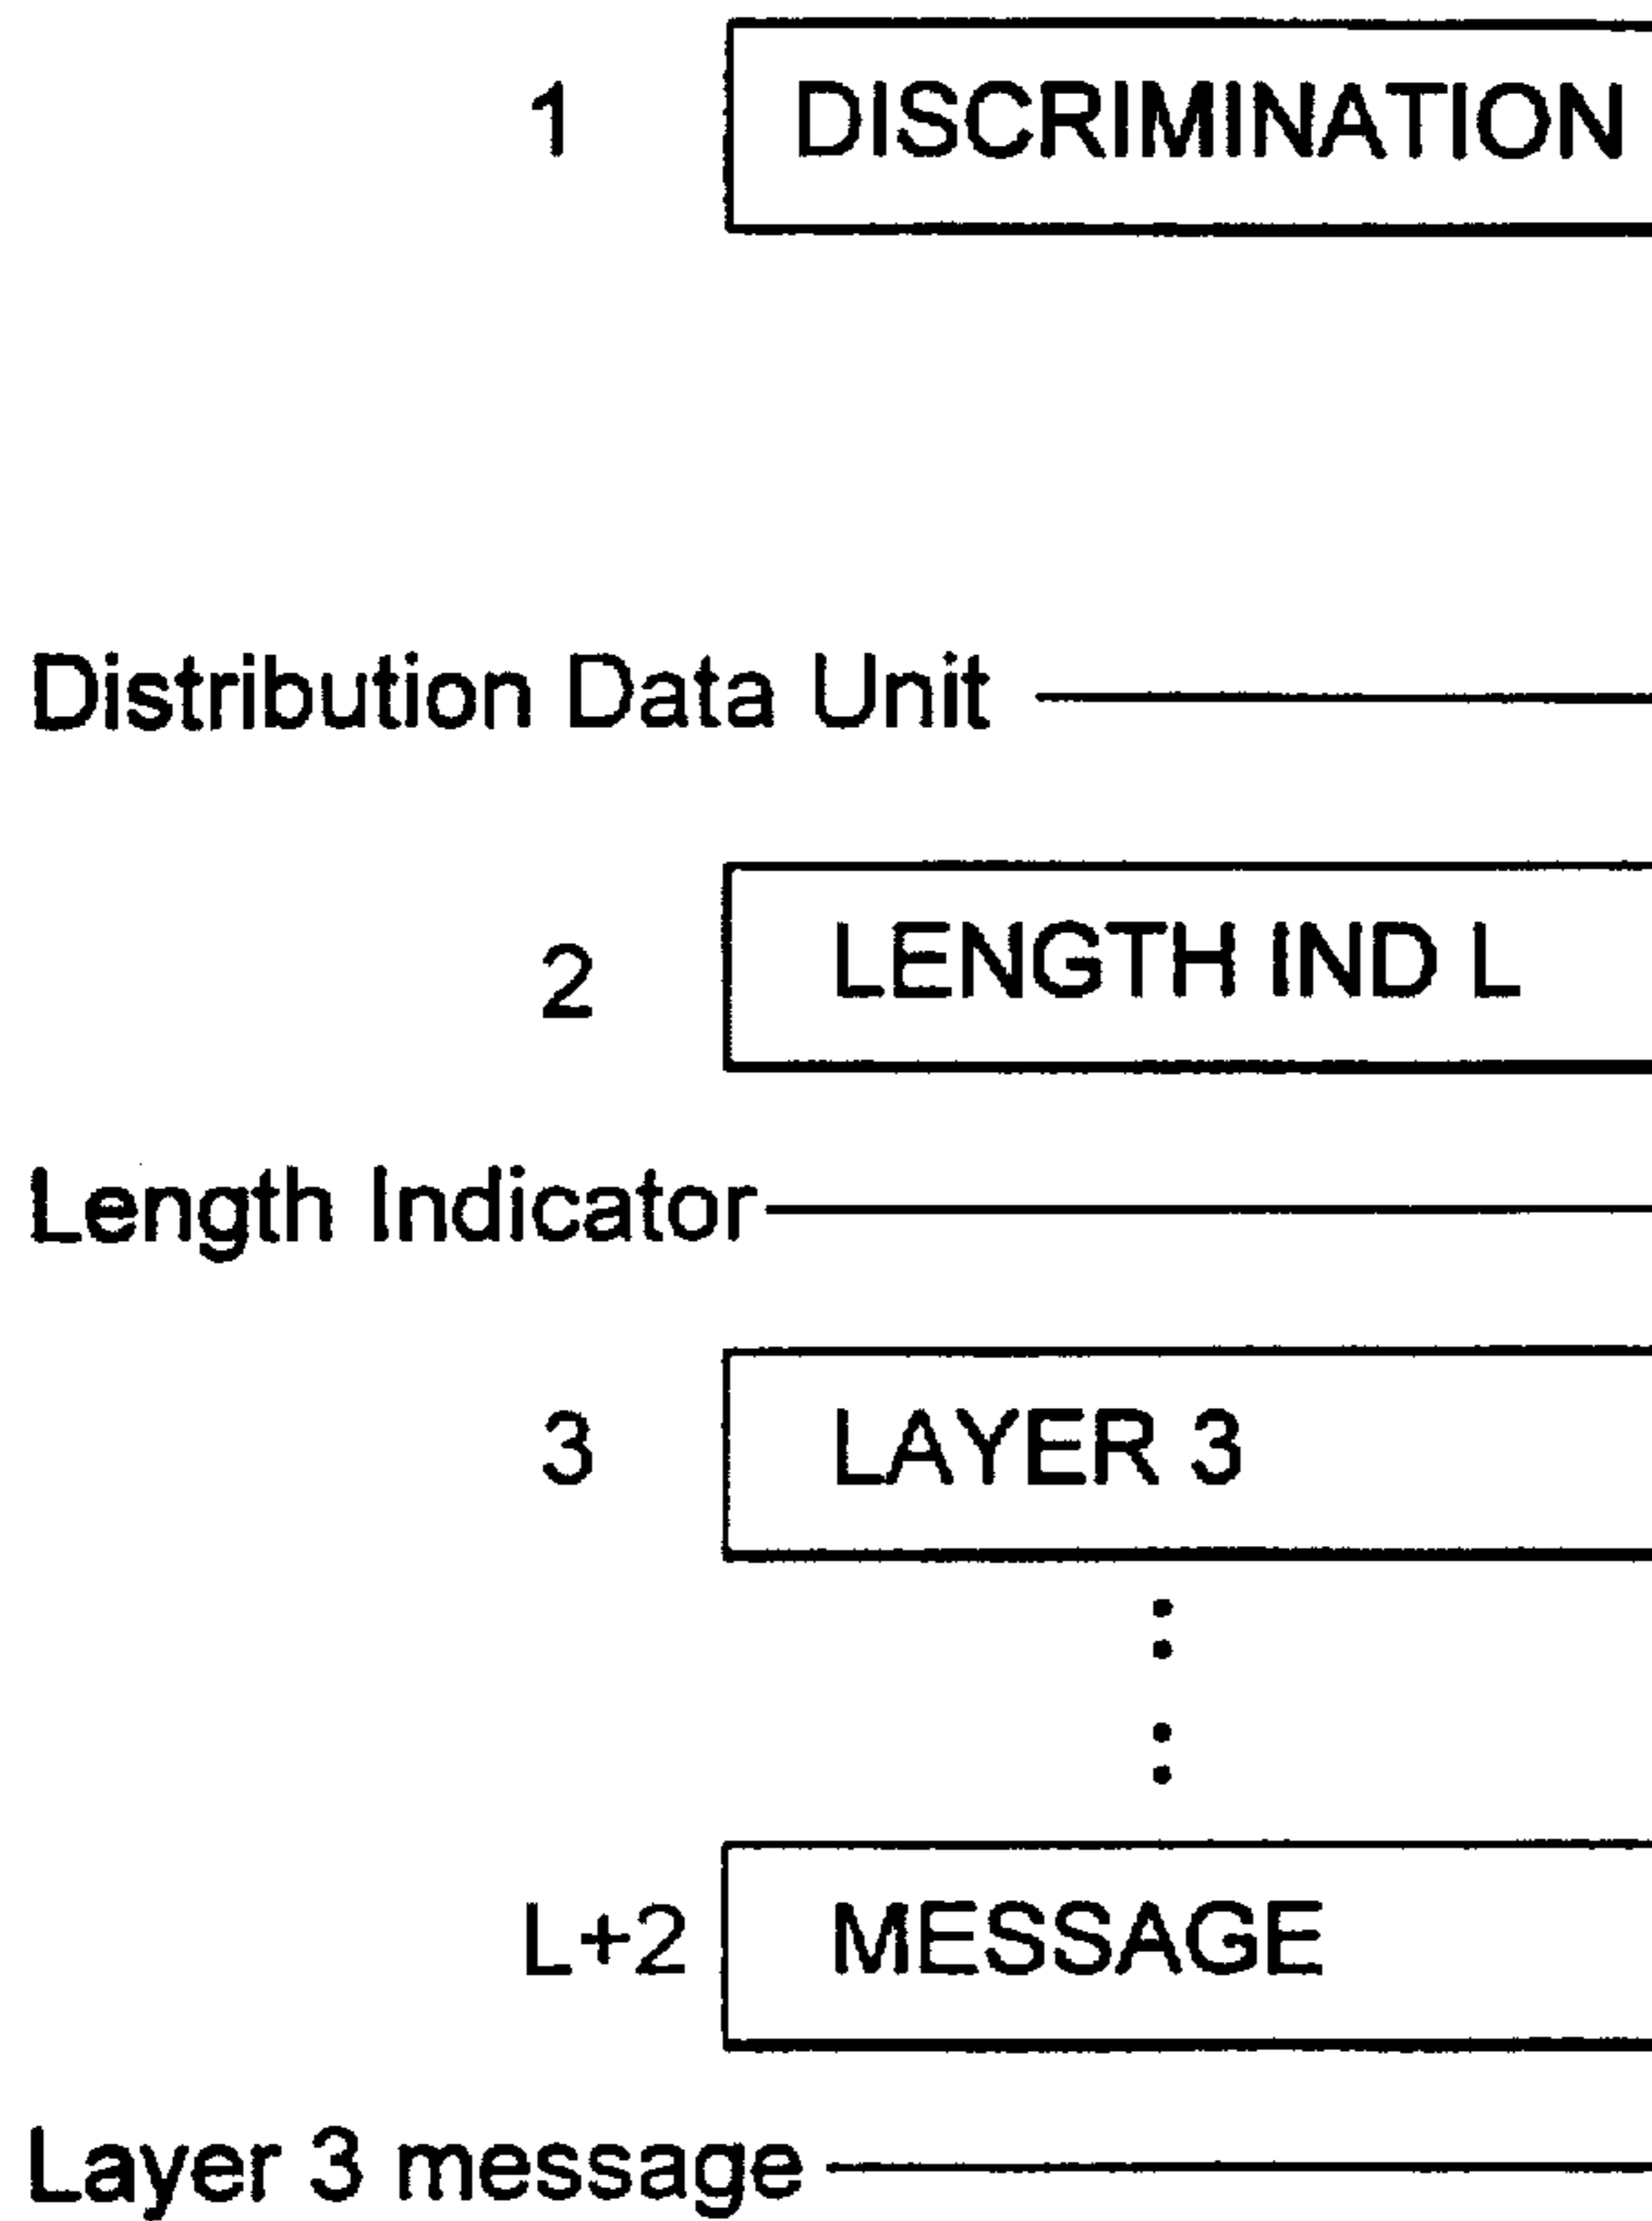 1 DISCRIMINATION
Distribution Data Unit
2 LENGTH IND L
Length Indicator
3 LAYER 3
L+2 MESSAGE
Layer 3 message